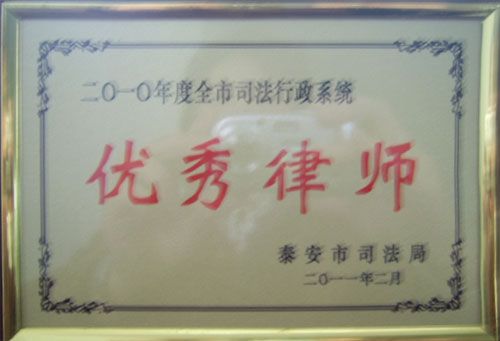 二〇一〇年度全市司法行政系统
优秀律师
泰安市司法局
二〇一一年二月